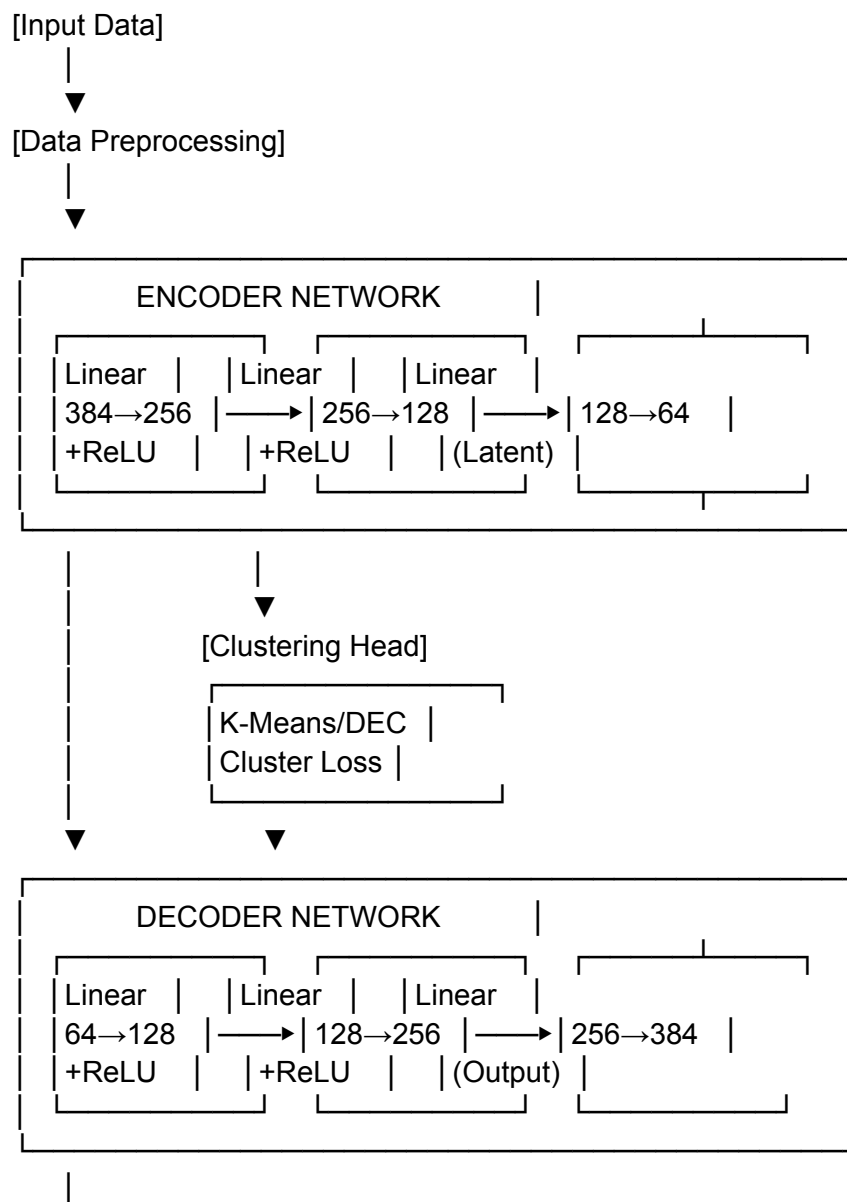 [Input Data]
[Data Preprocessing]
ENCODER NETWORK
Linear Linear Linear
384→256 256→128 128→64
+ReLU +ReLU (Latent)
[Clustering Head]
K-Means/DEC
Cluster Loss
DECODER NETWORK
Linear Linear Linear
64→128 128→256 256→384
+ReLU +ReLU (Output)